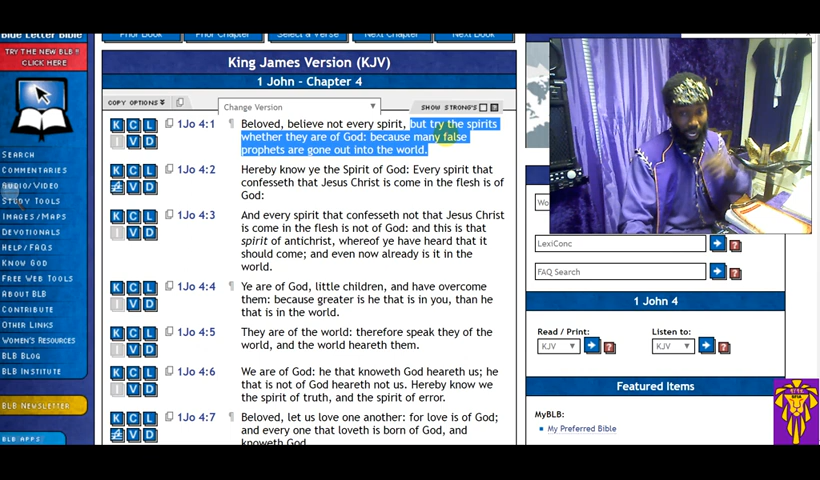 Blue Letter Bible
Prior Book
Prior Chapter
Select a Verse
Next Chapter
Next Book
TRY THE NEW BLB !!
CLICK HERE
SEARCH
COMMENTARIES
AUDIO/VIDEO
STUDY TOOLS
IMAGES/MAPS
DEVOTIONALS
HELP/FAQS
KNOW GOD
FREE WEB TOOLS
ABOUT BLB
CONTRIBUTE
OTHER LINKS
WOMEN'S RESOURCES
BLB BLOG
BLB INSTITUTE
BLB NEWSLETTER
BLB APPS
King James Version (KJV)
1 John - Chapter 4
COPY OPTIONS
Change Version
SHOW STRONG'S
K C L 1Jo 4:1 ¶ Beloved, believe not every spirit, but try the spirits
I V D whether they are of God: because many false
prophets are gone out into the world.
K C L 1Jo 4:2 Hereby know ye the Spirit of God: Every spirit that
V D confesseth that Jesus Christ is come in the flesh is of
God:
K C L 1Jo 4:3 And every spirit that confesseth not that Jesus Christ
I V D is come in the flesh is not of God: and this is that
spirit of antichrist, whereof ye have heard that it
should come; and even now already is it in the
world.
K C L 1Jo 4:4 Ye are of God, little children, and have overcome
I V D them: because greater is he that is in you, than he
that is in the world.
K C L 1Jo 4:5 They are of the world: therefore speak they of the
I V D world, and the world heareth them.
K C L 1Jo 4:6 We are of God: he that knoweth God heareth us; he
I V D that is not of God heareth not us. Hereby know we
the spirit of truth, and the spirit of error.
K C L 1Jo 4:7 ¶ Beloved, let us love one another: for love is of God;
V D and every one that loveth is born of God, and
knoweth God.
Wo
LexiConc
?
FAQ Search
?
1 John 4
Read / Print:
Listen to:
KJV
?
KJV
?
Featured Items
MyBLB:
My Preferred Bible